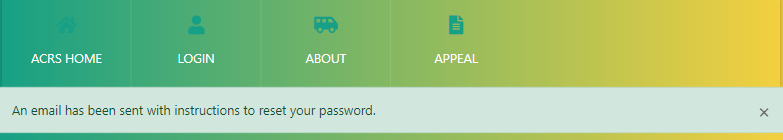 ACRS HOME LOGIN ABOUT APPEAL
An email has been sent with instructions to reset your password. ×